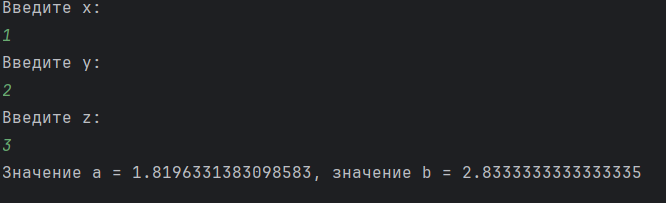 Введите x:
1
Введите y:
2
Введите z:
3
Значение a = 1.8196331383098583, значение b = 2.8333333333333335